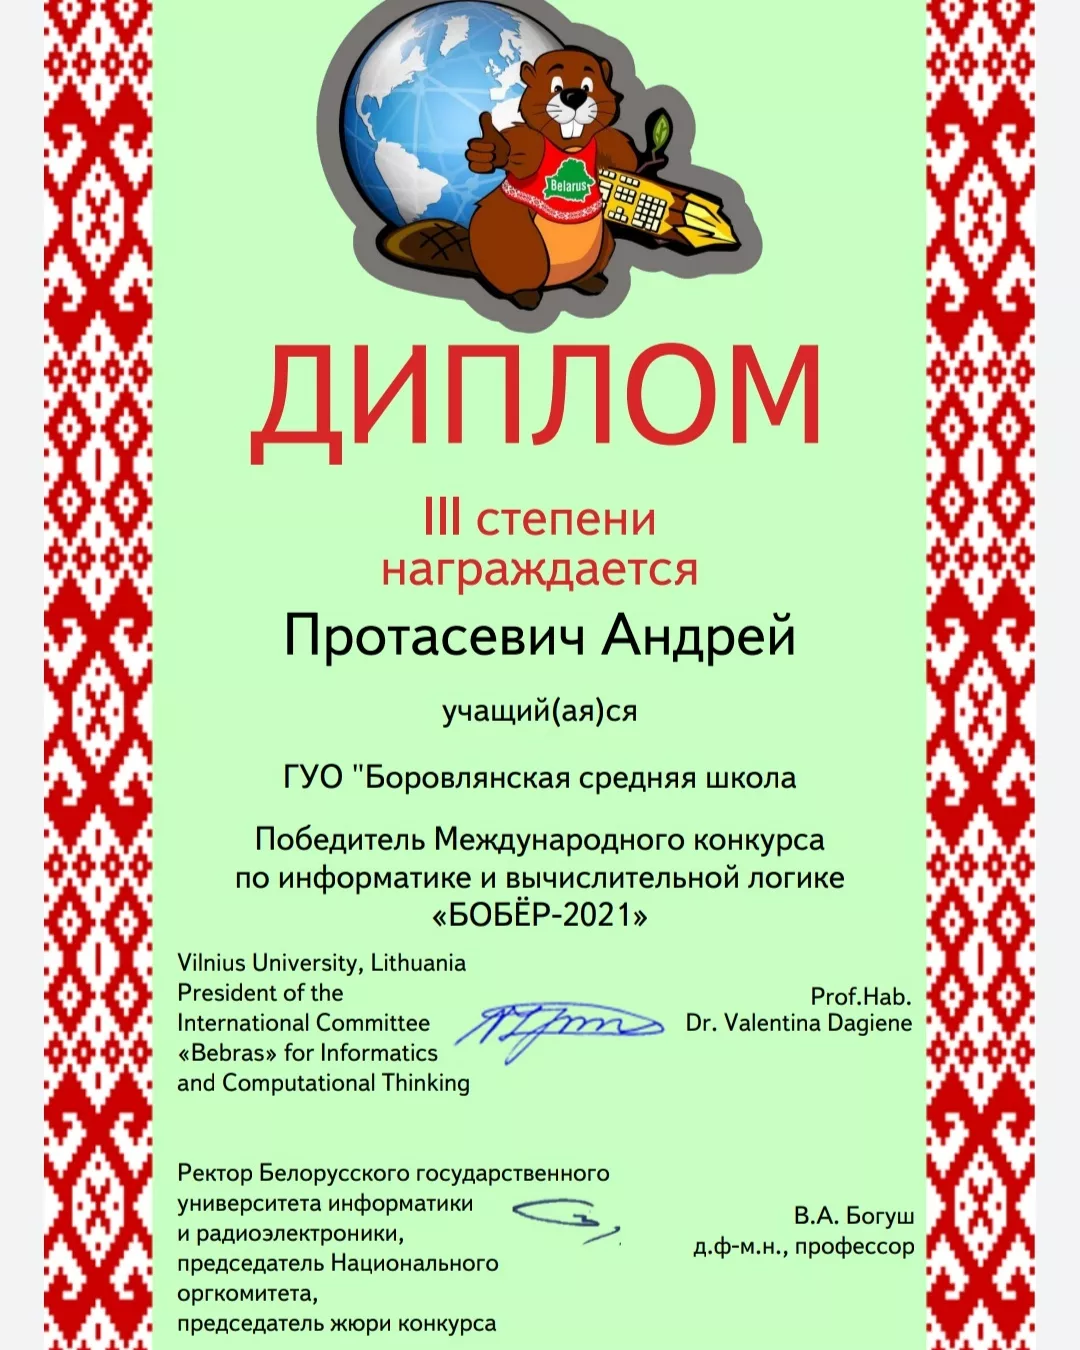 Belarus
ДИПЛОМ
III степени
награждается
Протасевич Андрей
учащий(ая)ся
ГУО "Боровлянская средняя школа
Победитель Международного конкурса
по информатике и вычислительной логике
«БОБЁР-2021»
Vilnius University, Lithuania
President of the
International Committee
«Bebras» for Informatics
and Computational Thinking
Prof.Hab.
Dr. Valentina Dagiene
Ректор Белорусского государственного
университета информатики
и радиоэлектроники,
председатель Национального
оргкомитета,
председатель жюри конкурса
В.А. Богуш
д.ф-м.н., профессор